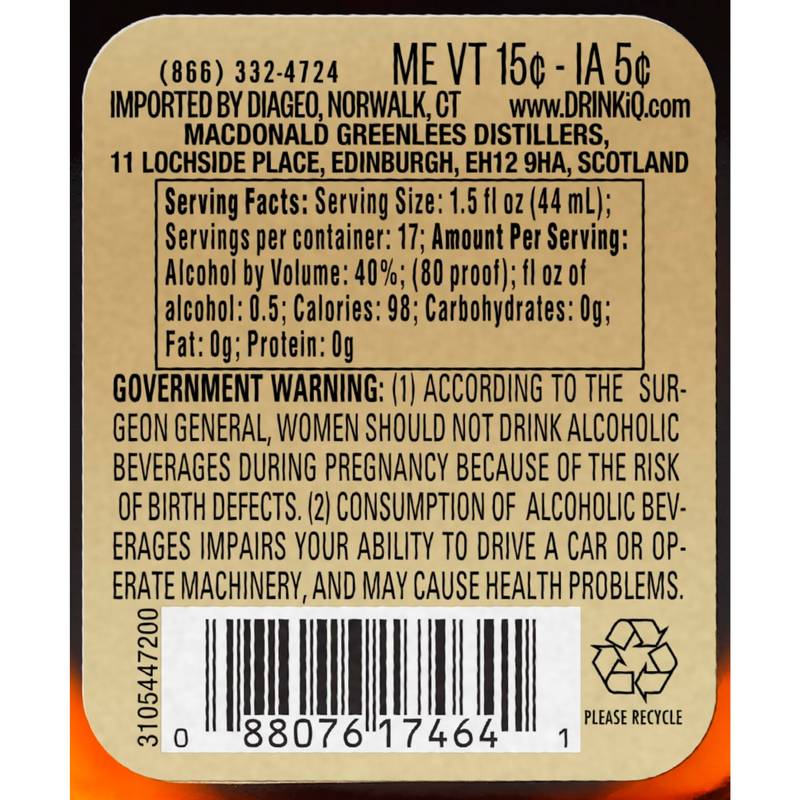 (866) 332-4724 ME VT 15¢ - IA 5¢
IMPORTED BY DIAGEO, NORWALK, CT www.DRINKiQ.com
MACDONALD GREENLEES DISTILLERS,
11 LOCHSIDE PLACE, EDINBURGH, EH12 9HA, SCOTLAND
Serving Facts: Serving Size: 1.5 fl oz (44 mL);
Servings per container: 17; Amount Per Serving:
Alcohol by Volume: 40%; (80 proof); fl oz of
alcohol: 0.5; Calories: 98; Carbohydrates: 0g;
Fat: 0g; Protein: 0g
GOVERNMENT WARNING: (1) ACCORDING TO THE SUR-
GEON GENERAL, WOMEN SHOULD NOT DRINK ALCOHOLIC
BEVERAGES DURING PREGNANCY BECAUSE OF THE RISK
OF BIRTH DEFECTS. (2) CONSUMPTION OF ALCOHOLIC BEV-
ERAGES IMPAIRS YOUR ABILITY TO DRIVE A CAR OR OP-
ERATE MACHINERY, AND MAY CAUSE HEALTH PROBLEMS.
3105447200
0 88076 17464 1
PLEASE RECYCLE